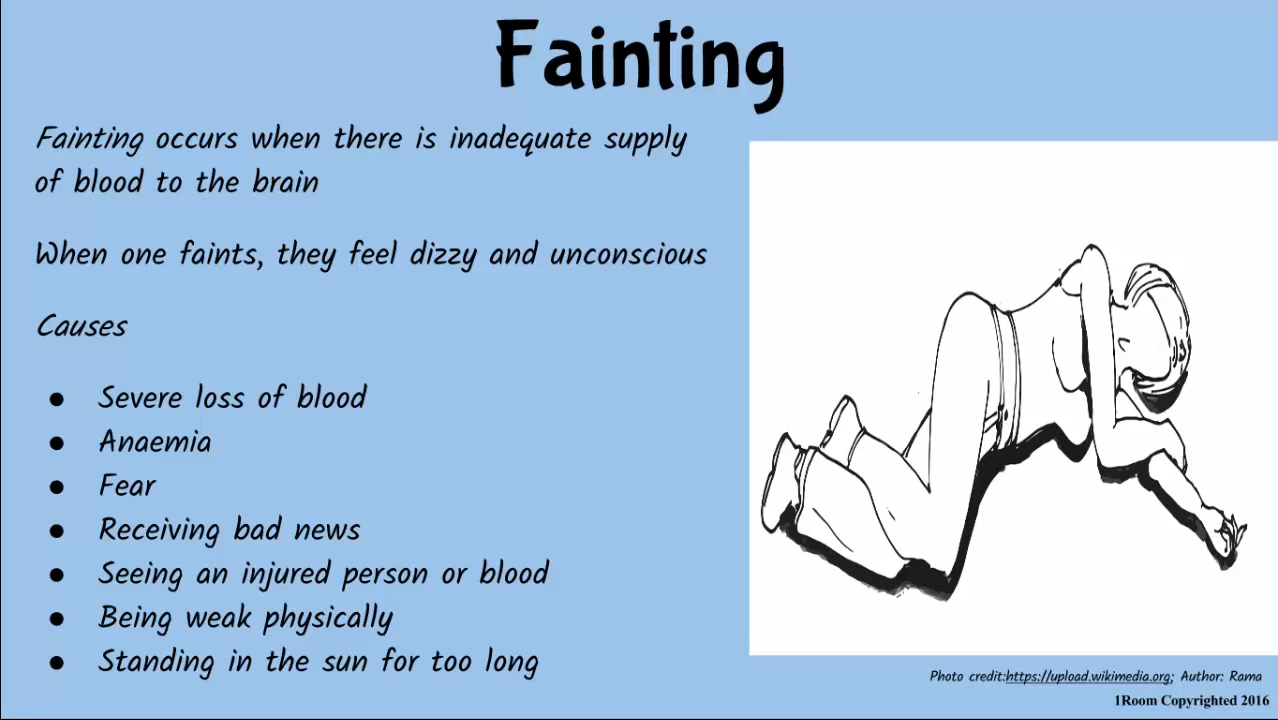 Fainting
Fainting occurs when there is inadequate supply
of blood to the brain
When one faints, they feel dizzy and unconscious
Causes
● Severe loss of blood
● Anaemia
● Fear
● Receiving bad news
● Seeing an injured person or blood
● Being weak physically
● Standing in the sun for too long
Photo credit:https://upload.wikimedia.org; Author: Rama
1Room Copyrighted 2016